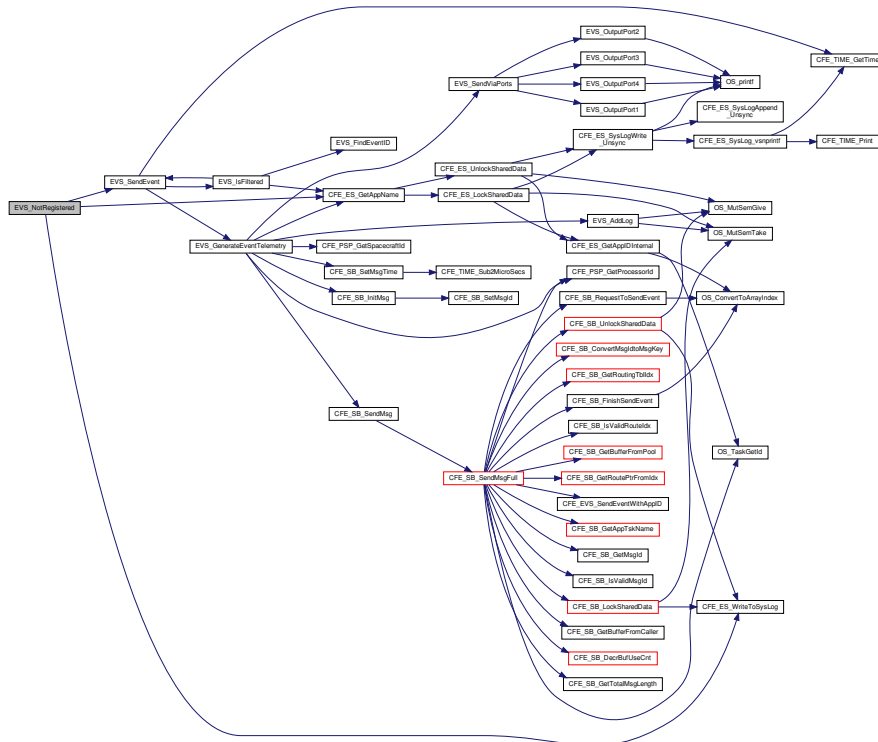 EVS_OutputPort2
EVS_OutputPort3
CFE_TIME_GetTime
EVS_SendViaPorts
EVS_OutputPort4
OS_printf
EVS_OutputPort1
CFE_ES_SysLogAppend
_Unsync
CFE_ES_SysLogWrite
_Unsync
CFE_ES_SysLog_vsnprintf
CFE_TIME_Print
EVS_FindEventID
CFE_ES_UnlockSharedData
EVS_SendEvent
EVS_IsFiltered
CFE_ES_GetAppName
CFE_ES_LockSharedData
EVS_NotRegistered
OS_MutSemGive
EVS_AddLog
OS_MutSemTake
EVS_GenerateEventTelemetry
CFE_PSP_GetSpacecraftId
CFE_ES_GetAppIDInternal
CFE_SB_SetMsgTime
CFE_TIME_Sub2MicroSecs
CFE_PSP_GetProcessorId
CFE_SB_InitMsg
CFE_SB_SetMsgId
CFE_SB_RequestToSendEvent
OS_ConvertToArrayIndex
CFE_SB_UnlockSharedData
CFE_SB_ConvertMsgIdtoMsgKey
CFE_SB_GetRoutingTblIdx
CFE_SB_FinishSendEvent
CFE_SB_SendMsg
CFE_SB_IsValidRouteIdx
CFE_SB_GetBufferFromPool
OS_TaskGetId
CFE_SB_SendMsgFull
CFE_SB_GetRoutePtrFromIdx
CFE_EVS_SendEventWithAppID
CFE_SB_GetAppTskName
CFE_SB_GetMsgId
CFE_SB_IsValidMsgId
CFE_SB_LockSharedData
CFE_ES_WriteToSysLog
CFE_SB_GetBufferFromCaller
CFE_SB_DecrBufUseCnt
CFE_SB_GetTotalMsgLength